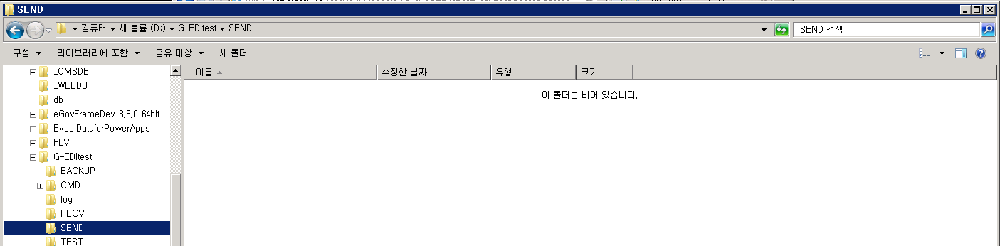 SEND
컴퓨터 새 볼륨 (D:) G-EDItest SEND
SEND 검색
구성 라이브러리에 포함 공유 대상 새 폴더
_QMSDB
_WEBDB
db
eGovFrameDev-3,8,0-64bit
ExcelDataforPowerApps
FLV
G-EDItest
BACKUP
CMD
log
RECV
SEND
TEST
이름 수정한 날짜 유형 크기
이 폴더는 비어 있습니다.